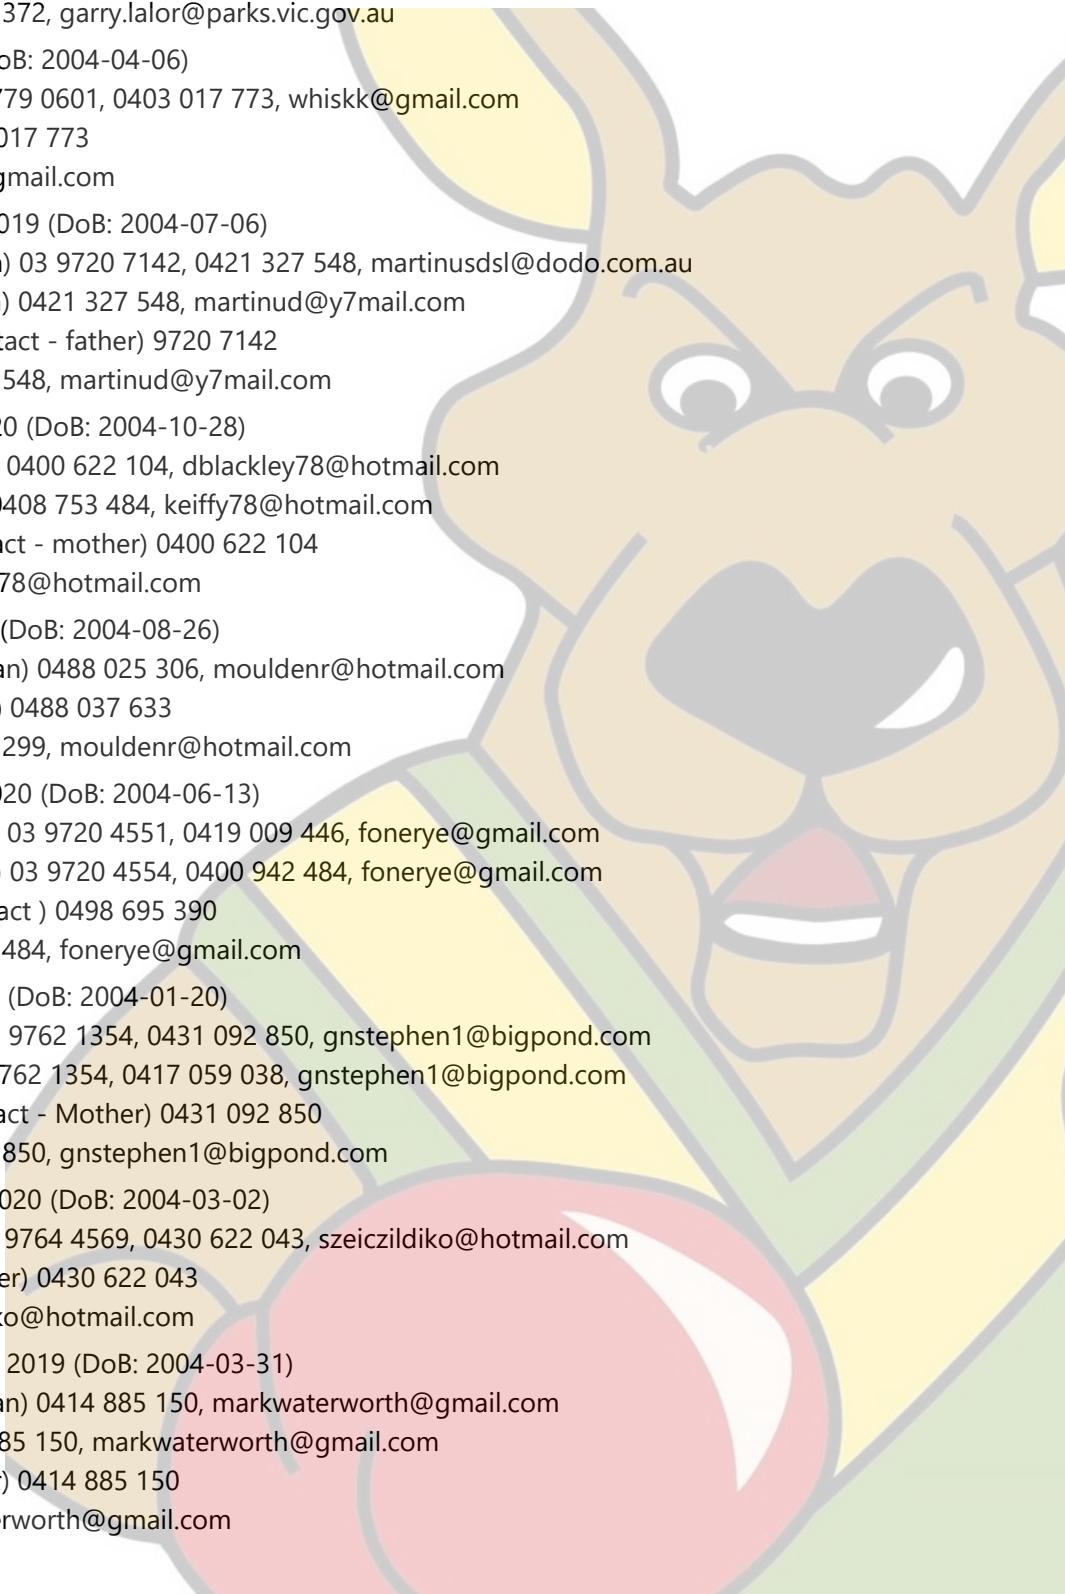 372, garry.lalor@parks.vic.gov.au
oB: 2004-04-06)
779 0601, 0403 017 773, whiskk@gmail.com
017 773
gmail.com
019 (DoB: 2004-07-06)
) 03 9720 7142, 0421 327 548, martinusdsl@dodo.com.au
) 0421 327 548, martinud@y7mail.com
tact - father) 9720 7142
548, martinud@y7mail.com
20 (DoB: 2004-10-28)
0400 622 104, dblackley78@hotmail.com
0408 753 484, keiffy78@hotmail.com
act - mother) 0400 622 104
78@hotmail.com
(DoB: 2004-08-26)
an) 0488 025 306, mouldenr@hotmail.com
) 0488 037 633
299, mouldenr@hotmail.com
020 (DoB: 2004-06-13)
03 9720 4551, 0419 009 446, fonerye@gmail.com
03 9720 4554, 0400 942 484, fonerye@gmail.com
act ) 0498 695 390
484, fonerye@gmail.com
(DoB: 2004-01-20)
9762 1354, 0431 092 850, gnstephen1@bigpond.com
762 1354, 0417 059 038, gnstephen1@bigpond.com
act - Mother) 0431 092 850
850, gnstephen1@bigpond.com
020 (DoB: 2004-03-02)
9764 4569, 0430 622 043, szeiczildiko@hotmail.com
er) 0430 622 043
ko@hotmail.com
2019 (DoB: 2004-03-31)
an) 0414 885 150, markwaterworth@gmail.com
85 150, markwaterworth@gmail.com
r) 0414 885 150
erworth@gmail.com